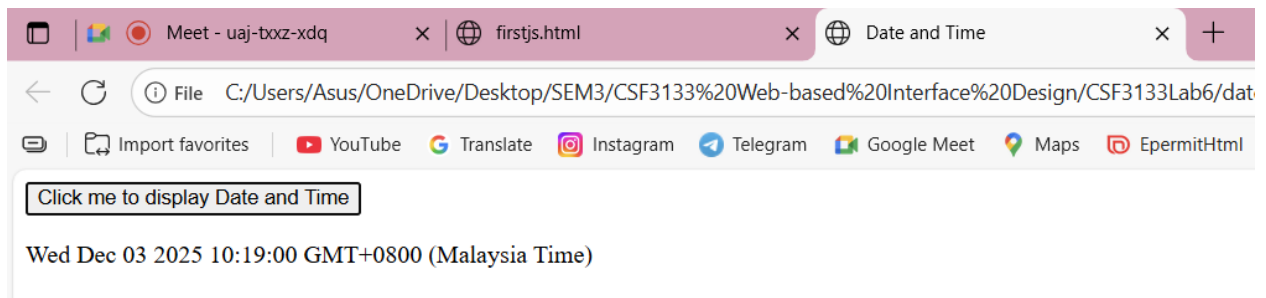 Meet - uaj-txxz-xdq
firstjs.html
Date and Time
File C:/Users/Asus/OneDrive/Desktop/SEM3/CSF3133%20Web-based%20Interface%20Design/CSF3133Lab6/dat
Import favorites YouTube Translate Instagram Telegram Google Meet Maps EpermitHtml
Click me to display Date and Time
Wed Dec 03 2025 10:19:00 GMT+0800 (Malaysia Time)